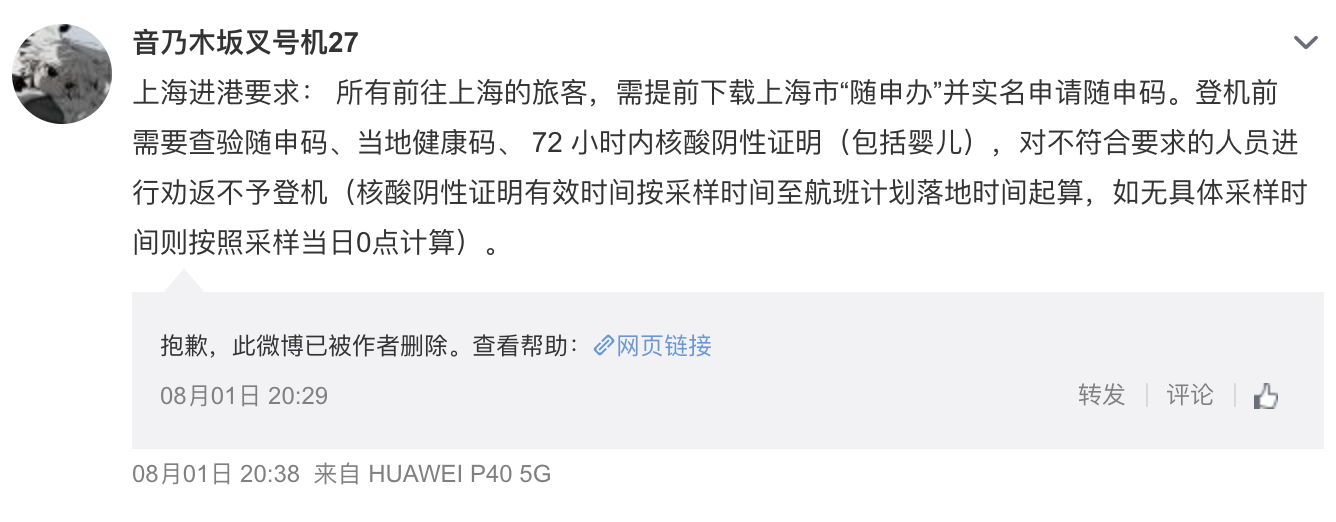 音乃木坂叉号机27
上海进港要求： 所有前往上海的旅客，需提前下载上海市“随申办”并实名申请随申码。登机前
需要查验随申码、当地健康码、 72 小时内核酸阴性证明（包括婴儿），对不符合要求的人员进
行劝返不予登机（核酸阴性证明有效时间按采样时间至航班计划落地时间起算，如无具体采样时
间则按照采样当日0点计算）。
抱歉，此微博已被作者删除。查看帮助：网页链接
08月01日 20:29 转发 评论
08月01日 20:38 来自 HUAWEI P40 5G